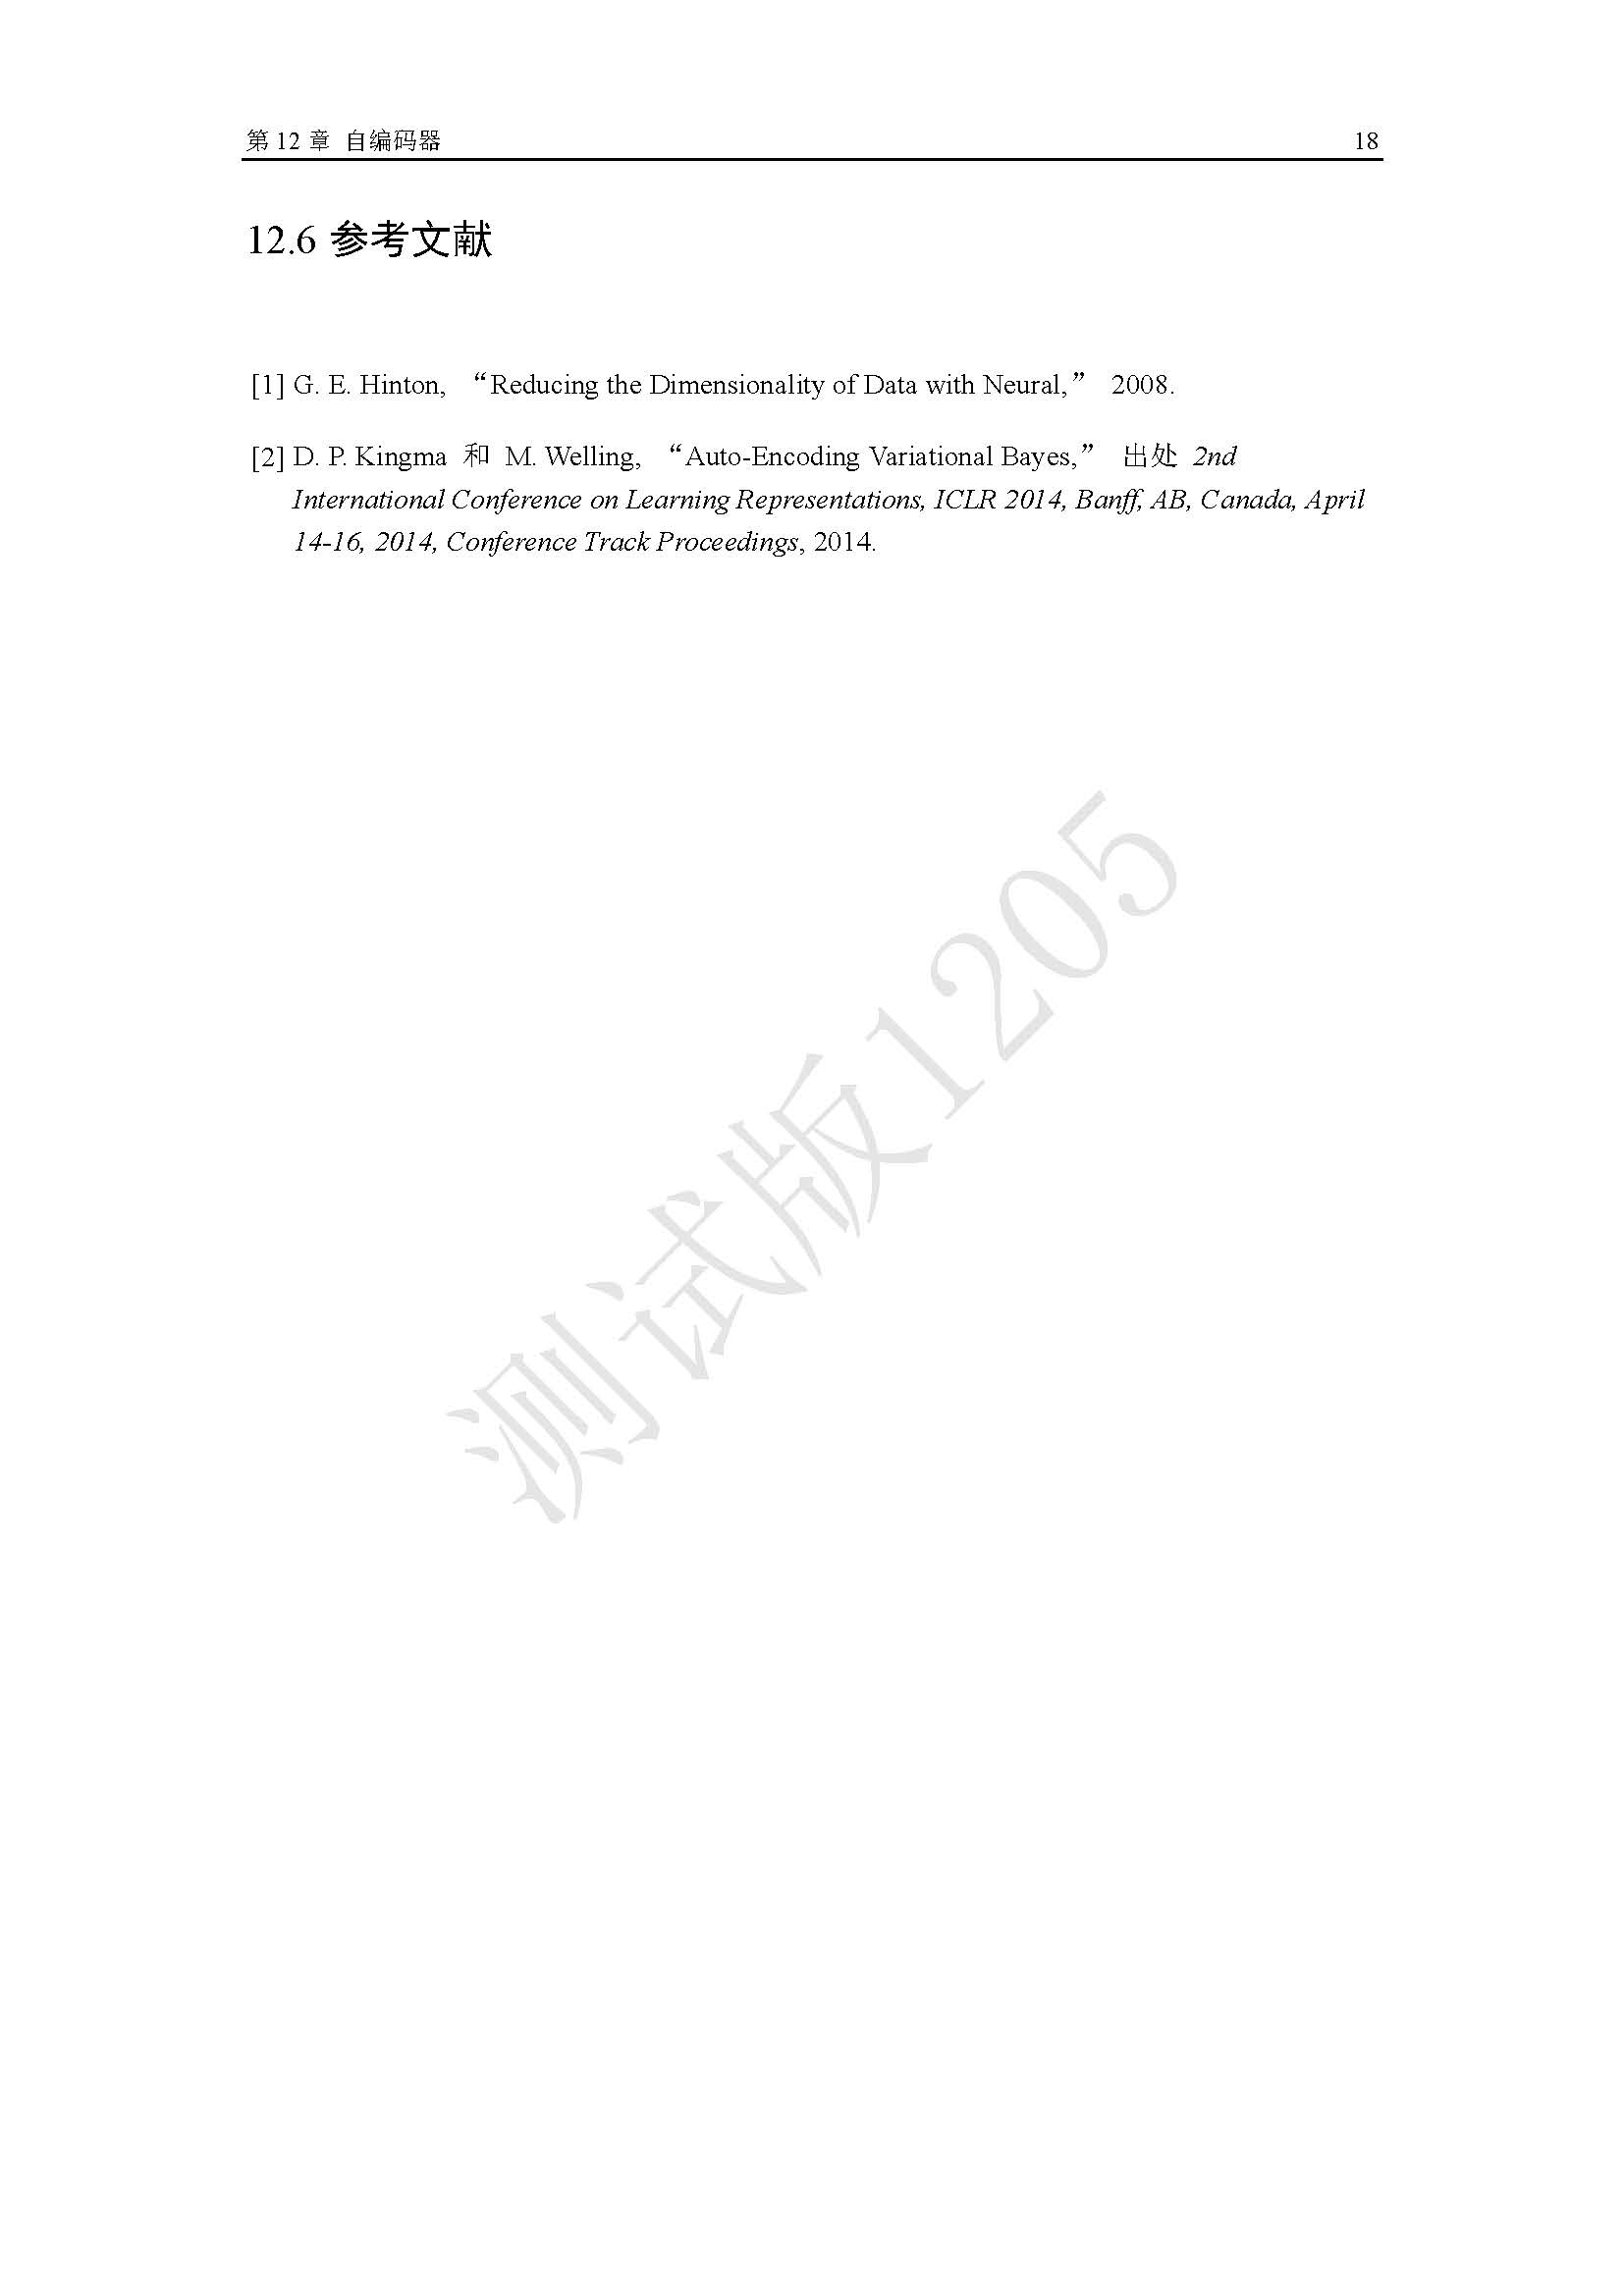 第 12 章 自编码器 18
12.6 参考文献
[1] G. E. Hinton, “Reducing the Dimensionality of Data with Neural,” 2008.
[2] D. P. Kingma 和 M. Welling, “Auto-Encoding Variational Bayes,” 出处 2nd
International Conference on Learning Representations, ICLR 2014, Banff, AB, Canada, April
14-16, 2014, Conference Track Proceedings, 2014.
测试版1205